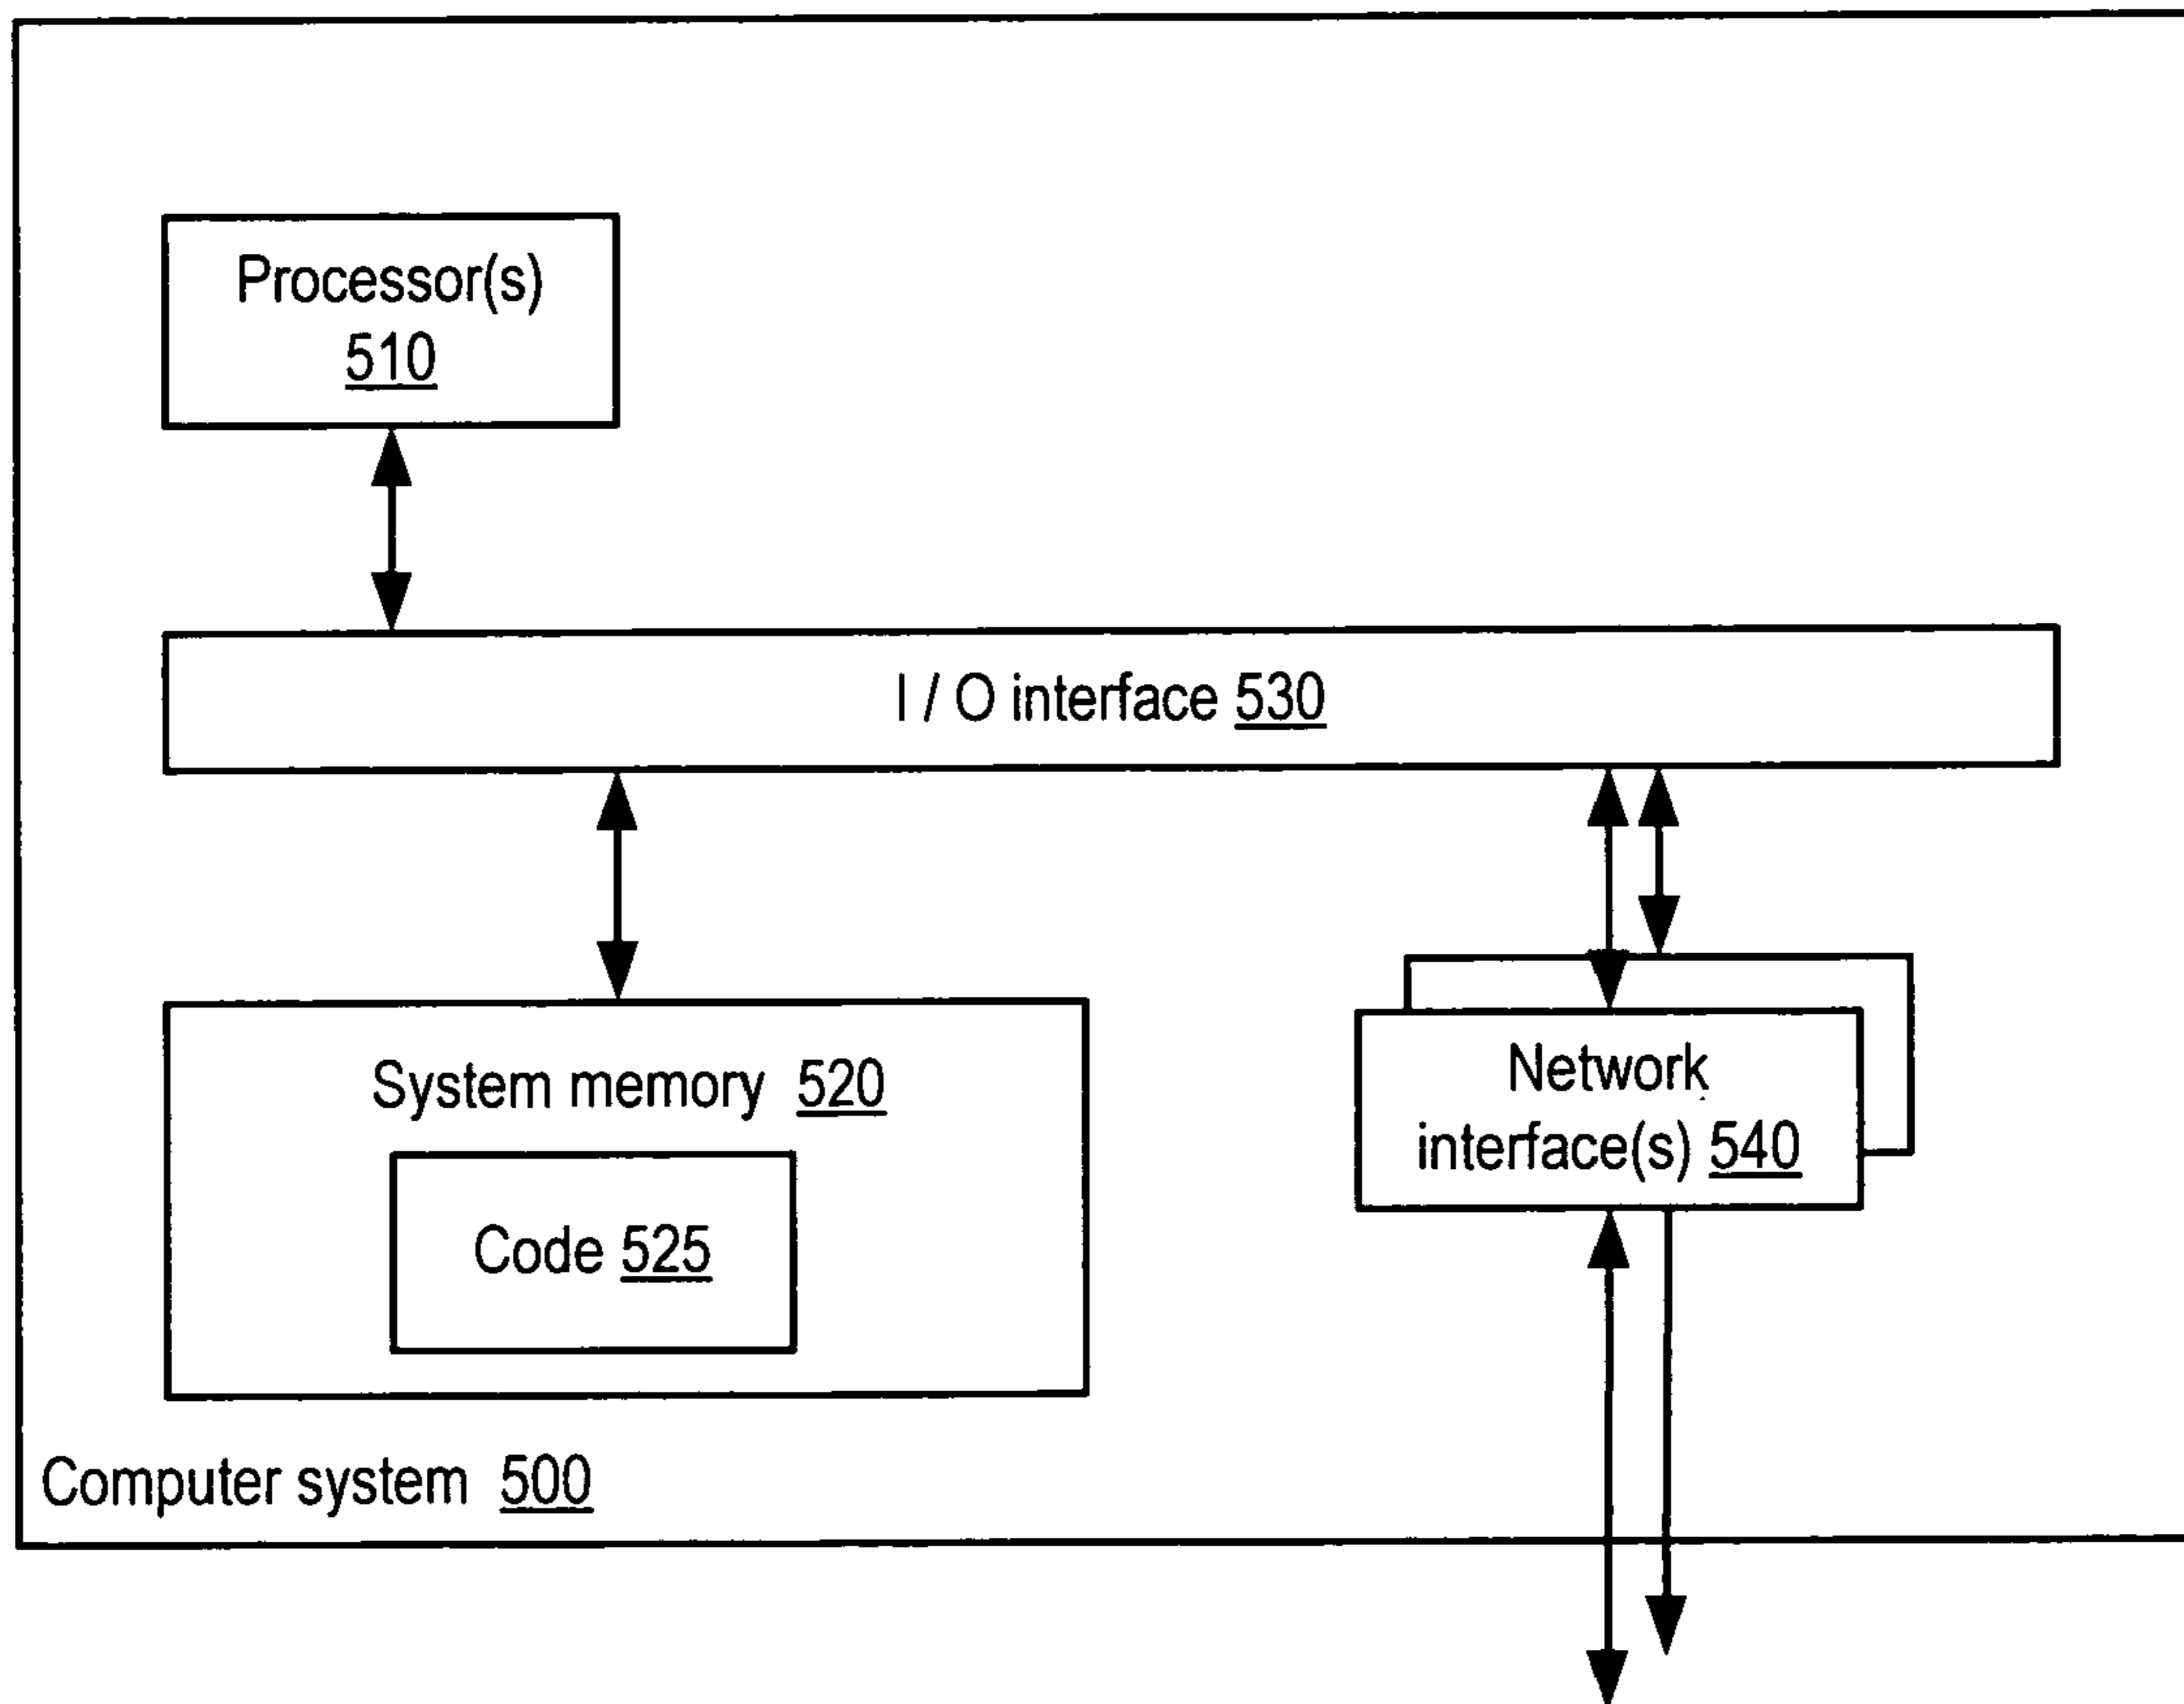 Processor(s)
510
I / O interface 530
System memory 520
Code 525
Network
interface(s) 540
Computer system 500